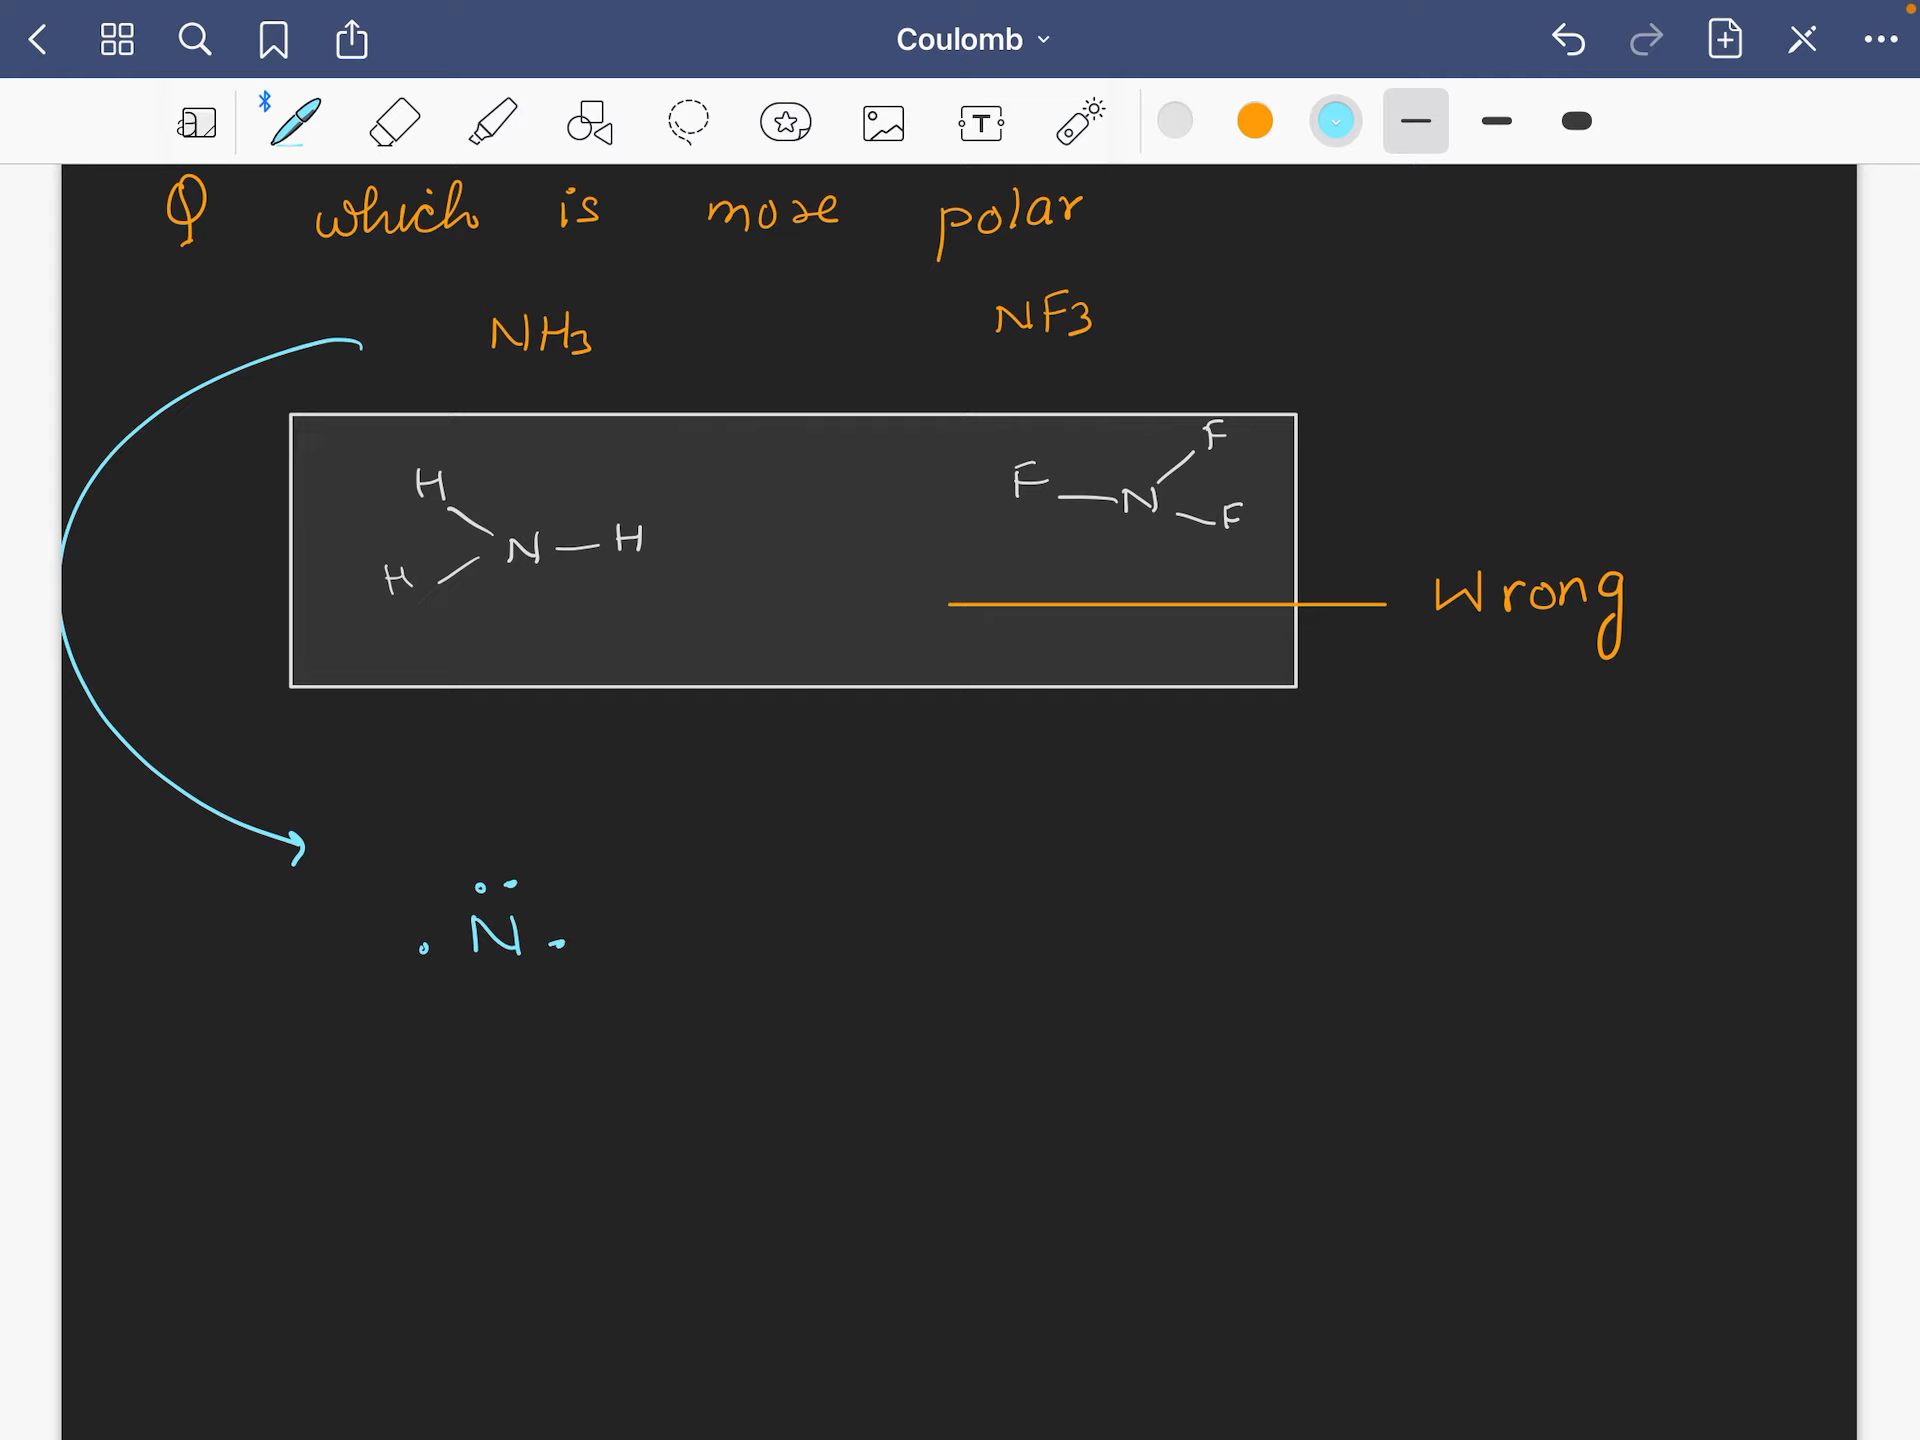 Coulomb
Q which is more polar
NH3 NF3
H
H N H
F N F F
Wrong
N